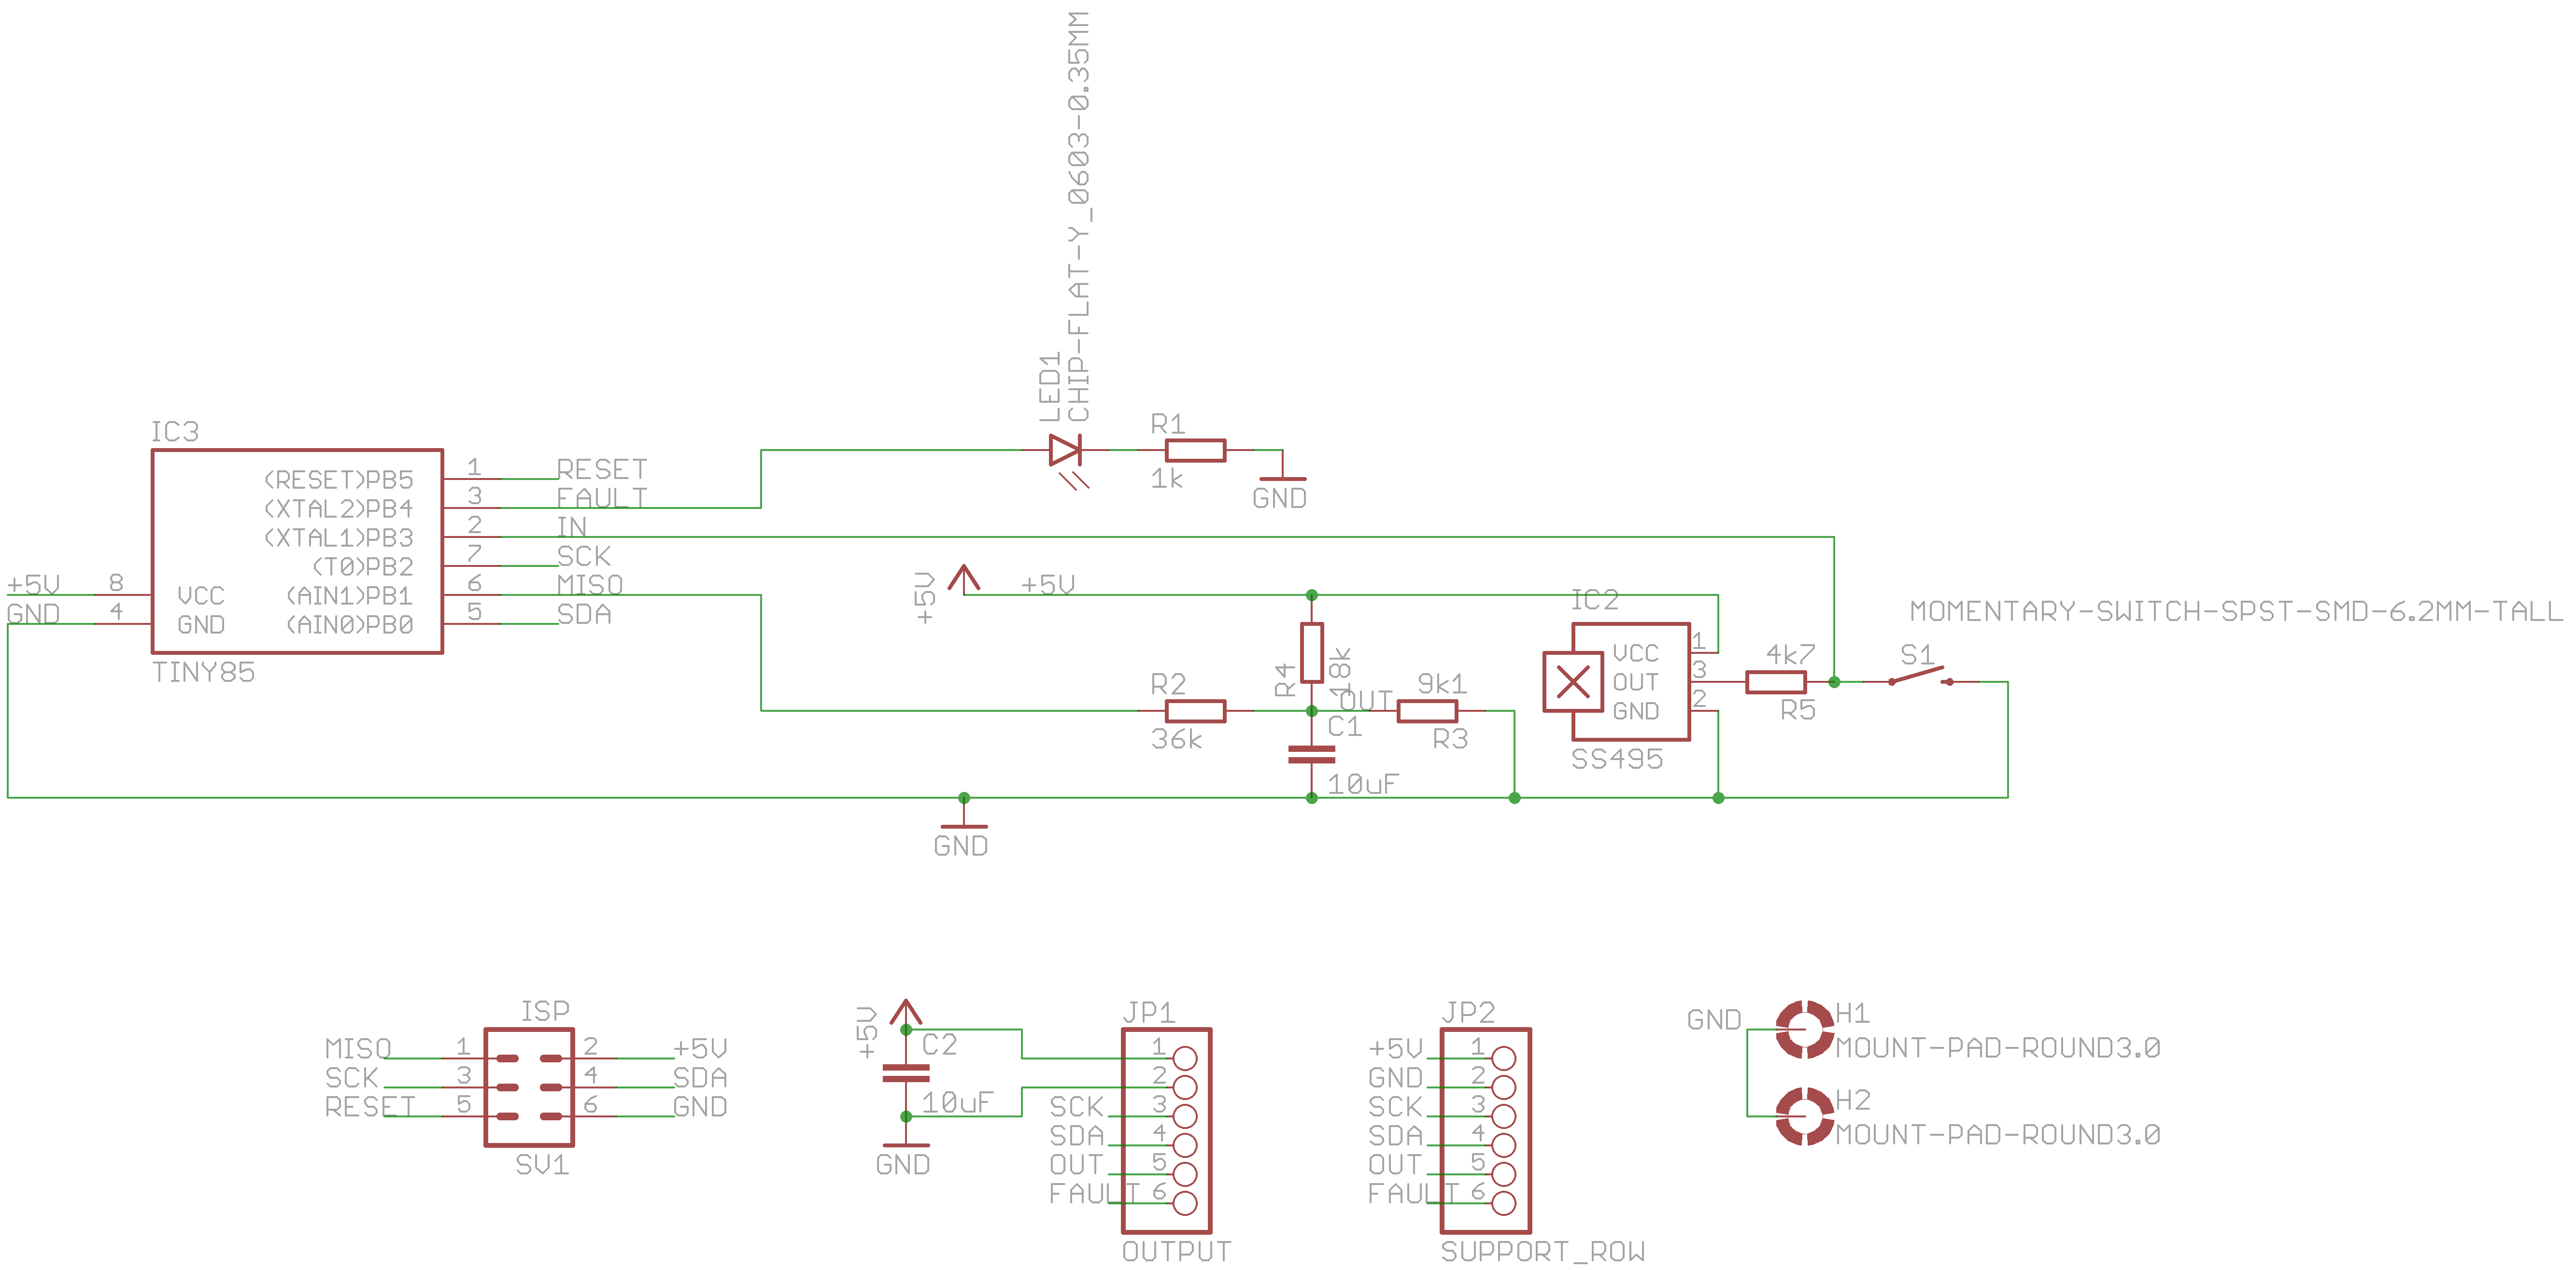 LED1
CHIP-FLAT-Y_0603-0.35MM
IC3
(RESET)PB5 1 RESET
(XTAL2)PB4 3 FAULT
(XTAL1)PB3 2 IN
(T0)PB2 7 SCK
+5V 8 VCC (AIN1)PB1 6 MISO
GND 4 GND (AIN0)PB0 5 SDA
TINY85
R1
1k
GND
+5V
+5V
R4
18k
R2
36k
OUT
9k1
R3
C1
10uF
GND
IC2
VCC 1
OUT 3
GND 2
SS495
4k7
R5
S1
MOMENTARY-SWITCH-SPST-SMD-6.2MM-TALL
ISP
MISO 1 2 +5V
SCK 3 4 SDA
RESET 5 6 GND
SV1
+5V
C2
10uF
GND
JP1
1
2
SCK 3
SDA 4
OUT 5
FAULT 6
OUTPUT
JP2
+5V 1
GND 2
SCK 3
SDA 4
OUT 5
FAULT 6
SUPPORT_ROW
GND
H1
MOUNT-PAD-ROUND3.0
H2
MOUNT-PAD-ROUND3.0